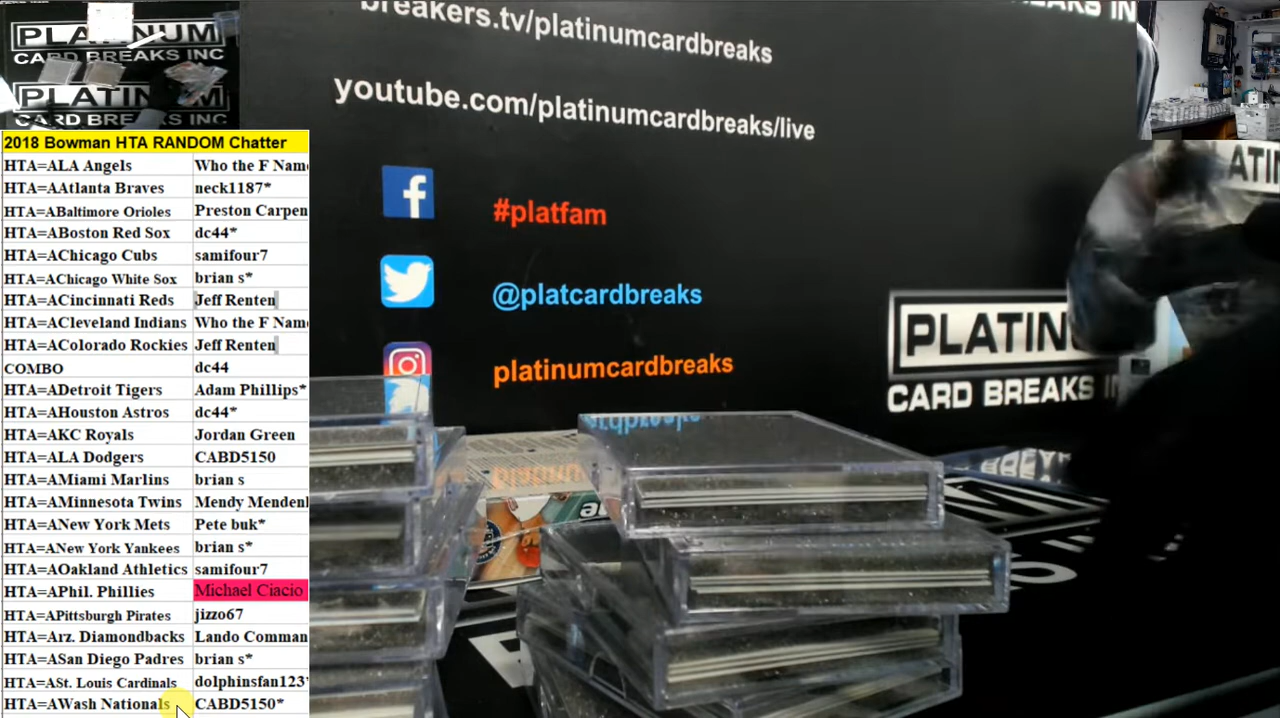 PLATINUM
CARD BREAKS INC
PLATINUM
CARD BREAKS INC
breakers.tv/platinumcardbreaks
youtube.com/platinumcardbreaks/live
#platfam
@platcardbreaks
platinumcardbreaks
PLATINU
CARD BREAKS IN
2018 Bowman HTA RANDOM Chatter
HTA=ALA Angels Who the F Name
HTA=AAtlanta Braves neck1187*
HTA=ABaltimore Orioles Preston Carpen
HTA=ABoston Red Sox dc44*
HTA=AChicago Cubs samifour7
HTA=AChicago White Sox brian s*
HTA=ACincinnati Reds Jeff Renten
HTA=ACleveland Indians Who the F Name
HTA=AColorado Rockies Jeff Renten
COMBO dc44
HTA=ADetroit Tigers Adam Phillips*
HTA=AHouston Astros dc44*
HTA=AKC Royals Jordan Green
HTA=ALA Dodgers CABD5150
HTA=AMiami Marlins brian s
HTA=AMinnesota Twins Mendy Menden
HTA=ANew York Mets Pete buk*
HTA=ANew York Yankees brian s*
HTA=AOakland Athletics samifour7
HTA=APhil. Phillies Michael Ciacio
HTA=APittsburgh Pirates jizzo67
HTA=Arz. Diamondbacks Lando Comman
HTA=ASan Diego Padres brian s*
HTA=ASt. Louis Cardinals dolphinsfan123*
HTA=AWash Nationals CABD5150*